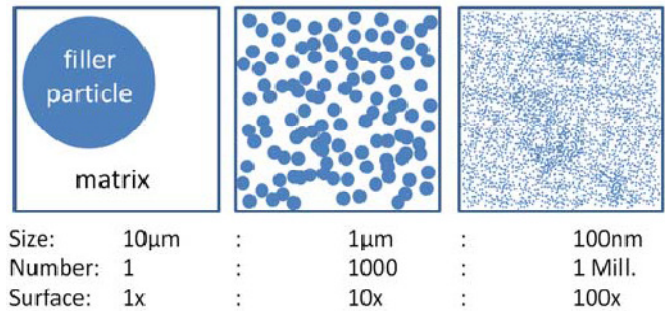 filler
particle
matrix
Size: 10μm : 1μm : 100nm
Number: 1 : 1000 : 1 Mill.
Surface: 1x : 10x : 100x